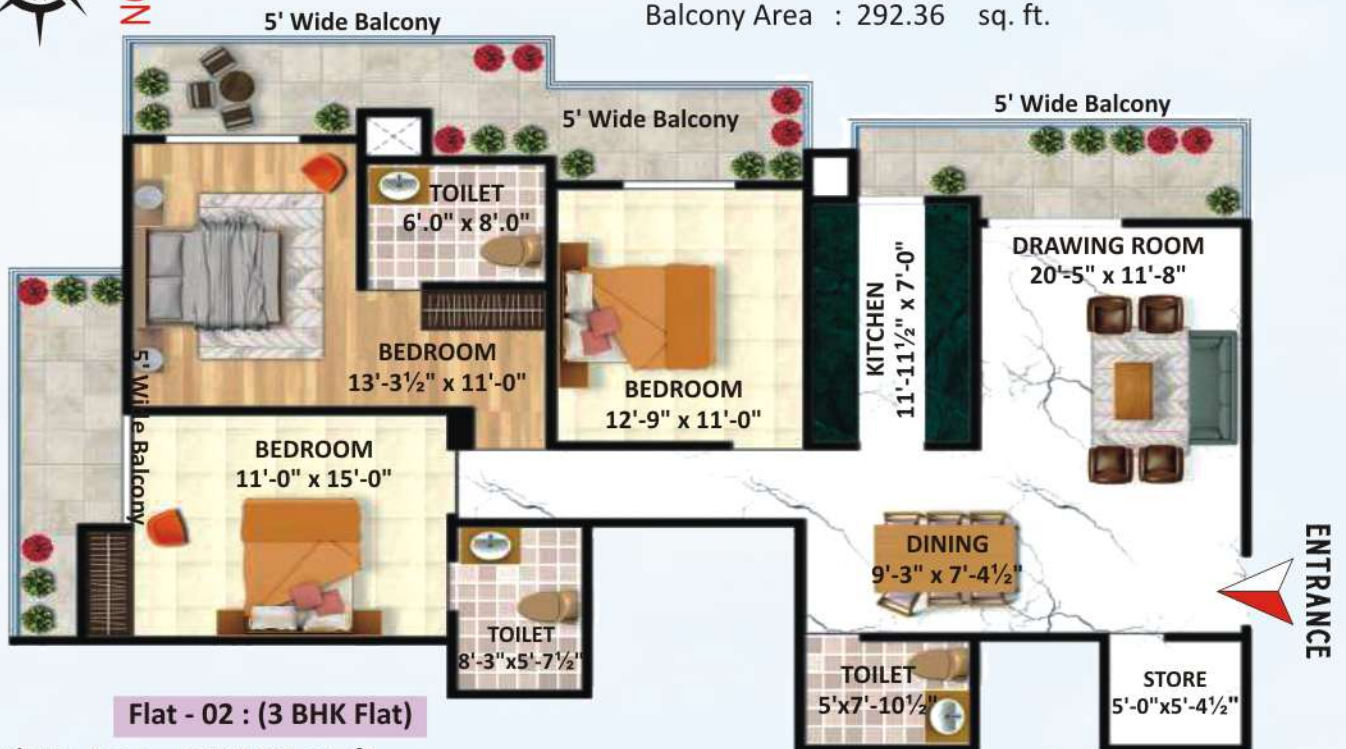 Balcony Area : 292.36 sq. ft.
5' Wide Balcony
5' Wide Balcony
5' Wide Balcony
TOILET
6'.0" x 8'.0"
DRAWING ROOM
20'-5" x 11'-8"
KITCHEN
11'-11½" x 7'-0"
BEDROOM
13'-3½" x 11'-0"
BEDROOM
12'-9" x 11'-0"
5' Wide Balcony
BEDROOM
11'-0" x 15'-0"
DINING
9'-3" x 7'-4½"
ENTRANCE
TOILET
8'-3"x5'-7½"
TOILET
5'x7'-10½"
STORE
5'-0"x5'-4½"
Flat - 02 : (3 BHK Flat)